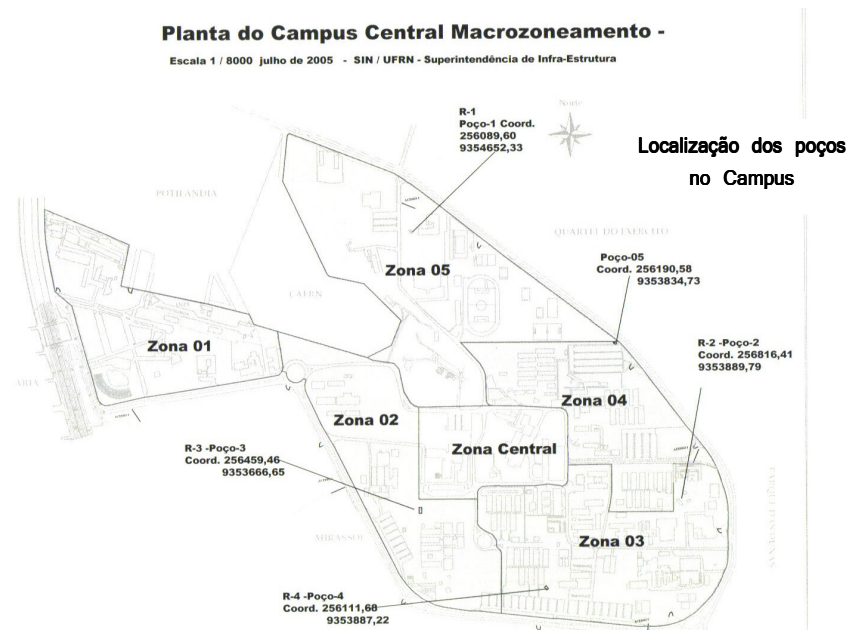 Planta do Campus Central Macrozoneamento -
Escala 1 / 8000 julho de 2005 - SIN / UFRN - Superintendência de Infra-Estrutura
Norte
Localização dos poços
no Campus
R-1
Poço-1 Coord.
256089,60
9354652,33
POTILANDIA
QUARTEL DO EXERCITO
Poço-05
Coord. 256190,58
9353834,73
Zona 05
CAERN
R-2 -Poço-2
Coord. 256816,41
9353889,79
Zona 01
ARIA
Zona 04
Zona 02
Zona Central
R-3 -Poço-3
Coord. 256459,46
9353666,65
MIRASSOL
Zona 03
R-4 -Poço-4
Coord. 256111,68
9353887,22